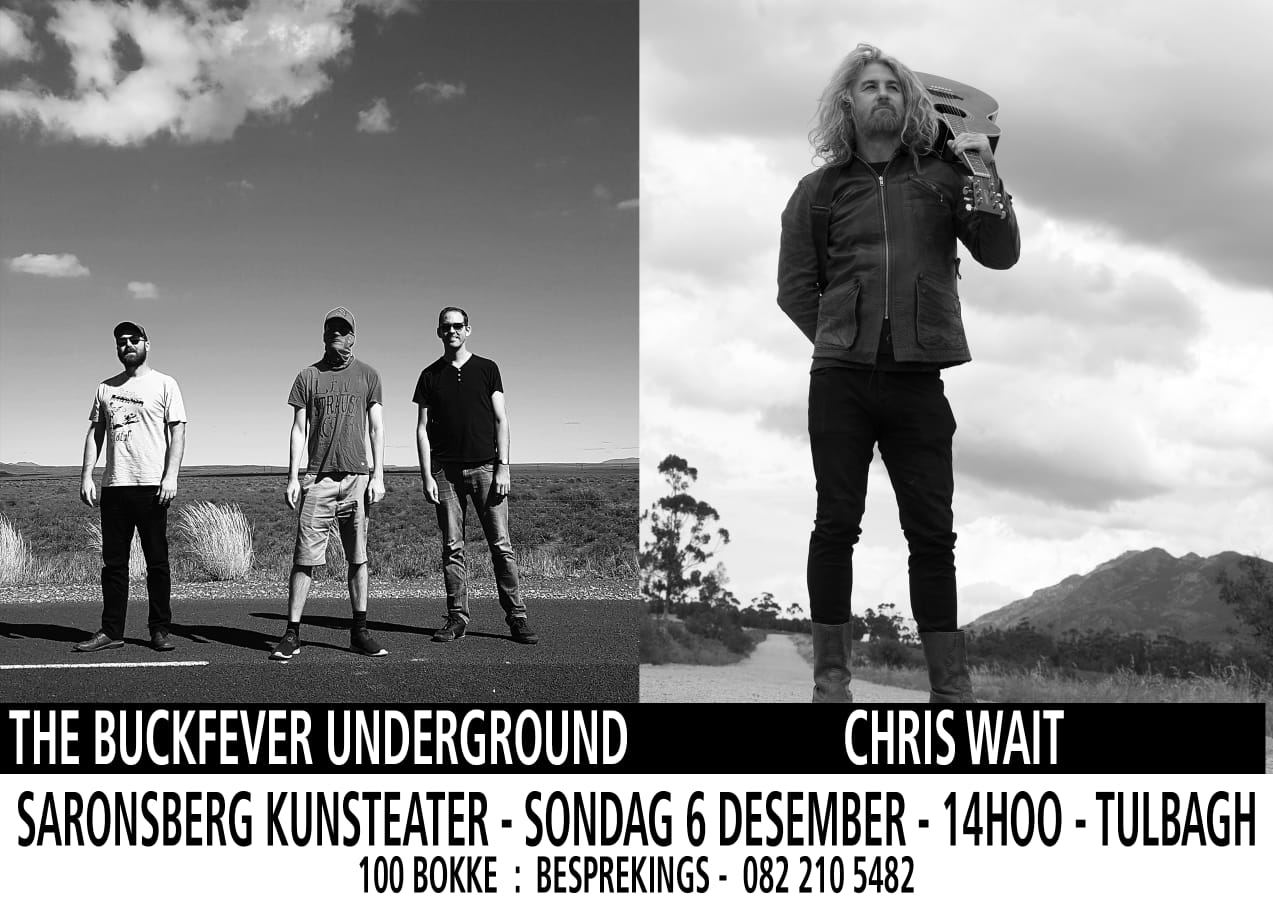 THE BUCKFEVER UNDERGROUND
CHRIS WAIT
SARONSBERG KUNSTEATER - SONDAG 6 DESEMBER - 14HOO - TULBAGH
100 BOKKE : BESPREKINGS - 082 210 5482